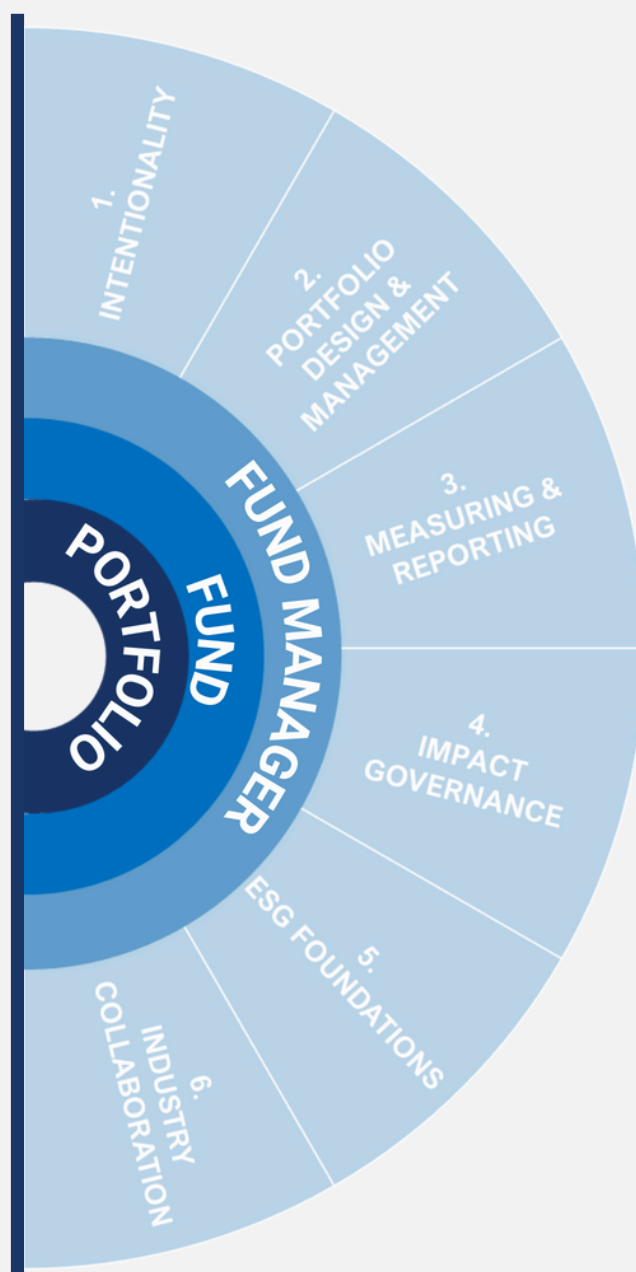 1.
INTENTIONALITY
2.
PORTFOLIO
DESIGN &
MANAGEMENT
3.
MEASURING &
REPORTING
4.
IMPACT
GOVERNANCE
5.
ESG FOUNDATIONS
6.
INDUSTRY
COLLABORATION
FUND MANAGER
FUND
PORTFOLIO